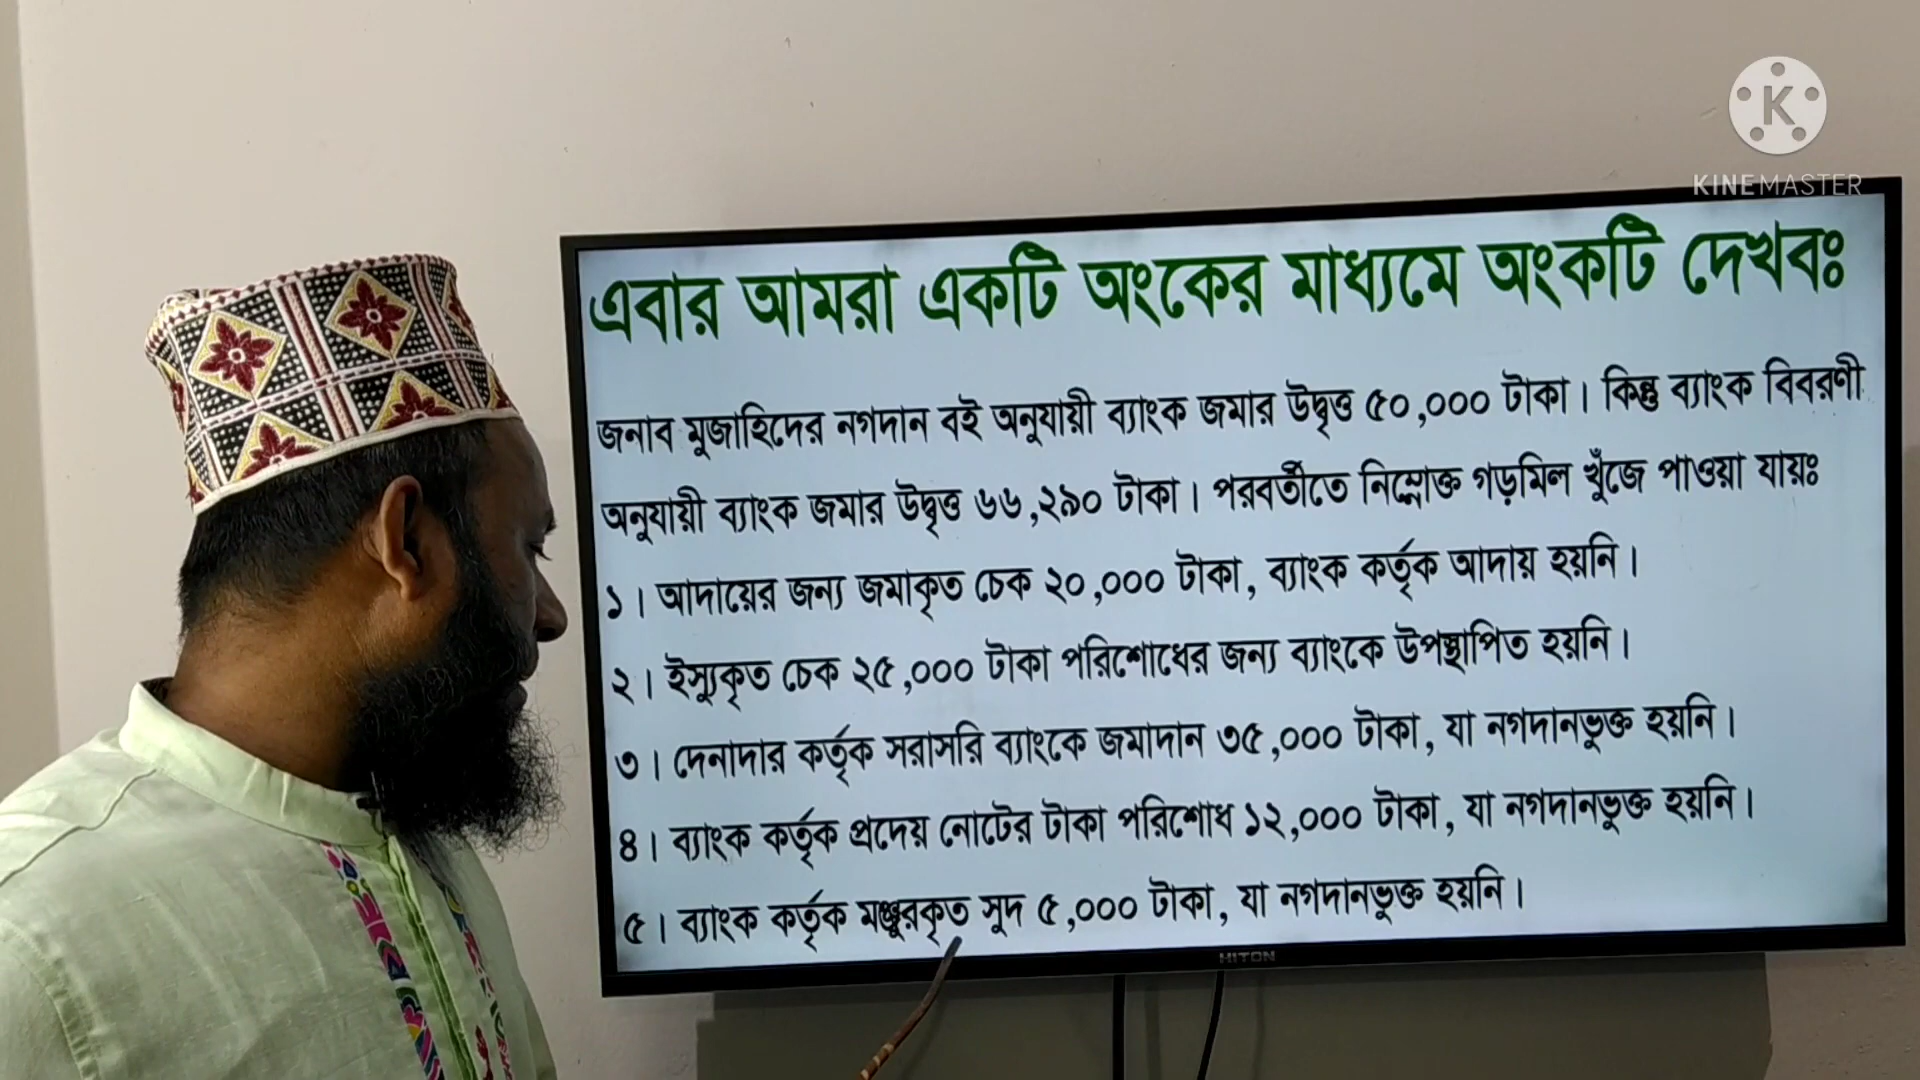 KINEMASTER
এবার আমরা একটি অংকের মাধ্যমে অংকটি দেখবঃ
জনাব মুজাহিদের নগদান বই অনুযায়ী ব্যাংক জমার উদ্বৃত্ত ৫০,০০০ টাকা। কিন্তু ব্যাংক বিবরণী
অনুযায়ী ব্যাংক জমার উদ্বৃত্ত ৬৬,২৯০ টাকা। পরবর্তীতে নিম্নোক্ত গড়মিল খুঁজে পাওয়া যায়ঃ
১। আদায়ের জন্য জমাকৃত চেক ২০,০০০ টাকা, ব্যাংক কর্তৃক আদায় হয়নি।
২। ইস্যুকৃত চেক ২৫,০০০ টাকা পরিশোধের জন্য ব্যাংকে উপস্থাপিত হয়নি।
৩। দেনাদার কর্তৃক সরাসরি ব্যাংকে জমাদান ৩৫,০০০ টাকা, যা নগদানভুক্ত হয়নি।
৪। ব্যাংক কর্তৃক প্রদেয় নোটের টাকা পরিশোধ ১২,০০০ টাকা, যা নগদানভুক্ত হয়নি।
৫। ব্যাংক কর্তৃক মঞ্জুরকৃত সুদ ৫,০০০ টাকা, যা নগদানভুক্ত হয়নি।
HITON